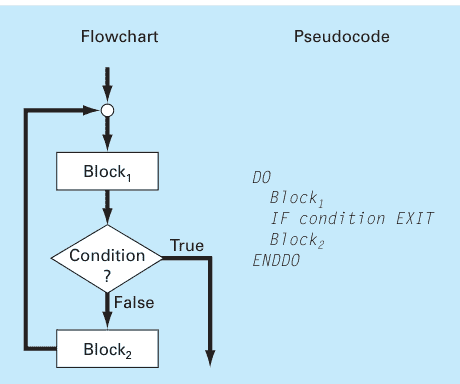 Flowchart
Block₁
Condition
?
True
False
Block₂
Pseudocode
DO
Block₁
IF condition EXIT
Block₂
ENDDO